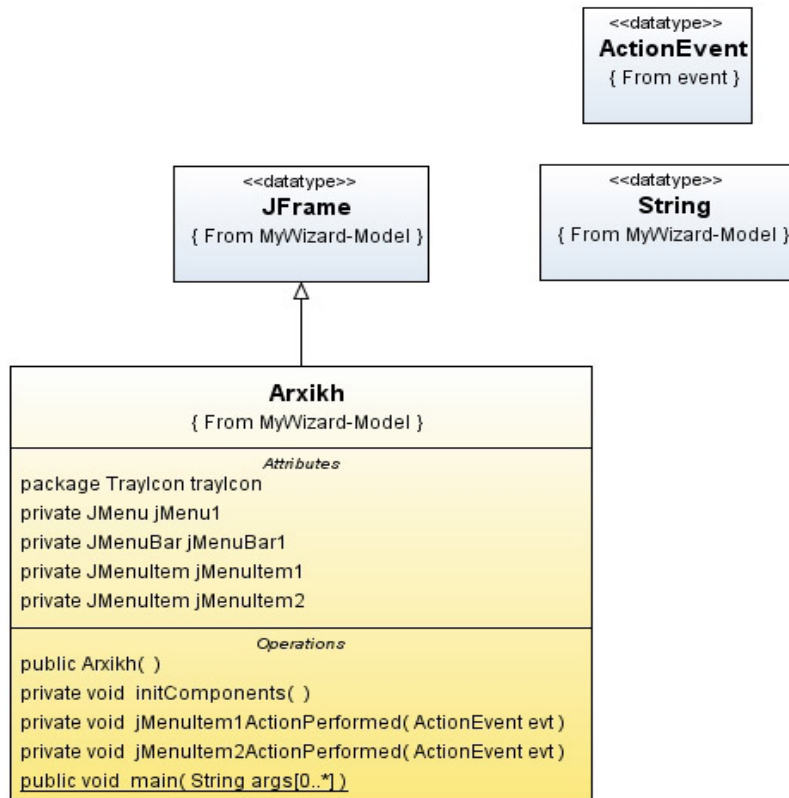 <<datatype>>
ActionEvent
{ From event }
<<datatype>>
JFrame
{ From MyWizard-Model }
<<datatype>>
String
{ From MyWizard-Model }
Arxikh
{ From MyWizard-Model }
Attributes
package TrayIcon trayIcon
private JMenu jMenu1
private JMenuBar jMenuBar1
private JMenuItem jMenuItem1
private JMenuItem jMenuItem2
Operations
public Arxikh( )
private void initComponents( )
private void jMenuItem1ActionPerformed( ActionEvent evt )
private void jMenuItem2ActionPerformed( ActionEvent evt )
public void main( String args[0..*] )